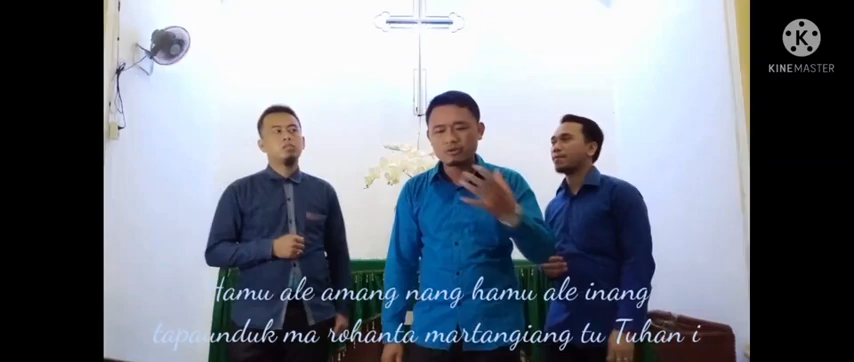 KINEMASTER
Hamu ale amang nang hamu ale inang
tapaunduk ma rohanta martangiang tu Tuhan i